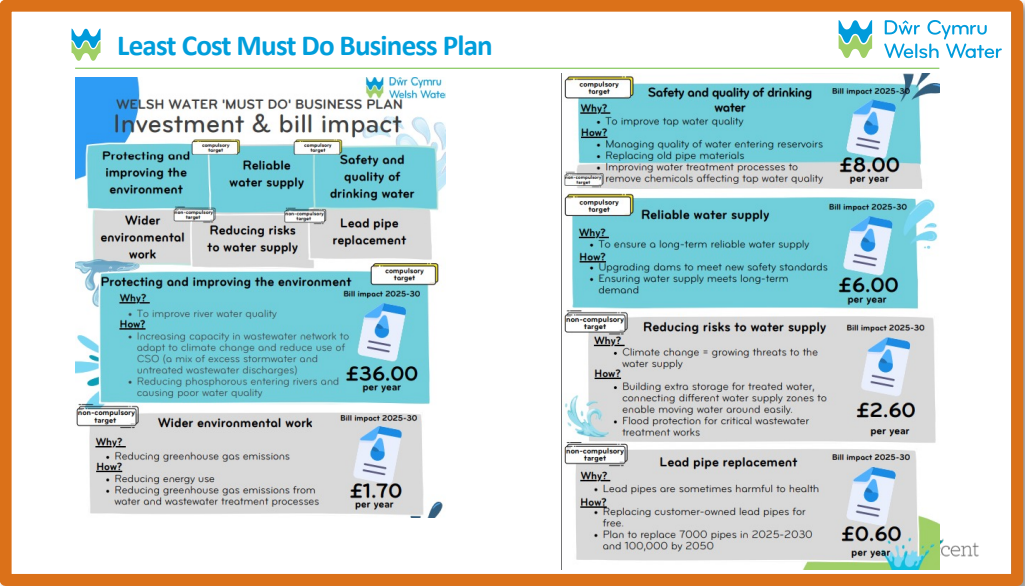 Least Cost Must Do Business Plan
Dŵr Cymru
Welsh Water
Dŵr Cymru
Welsh Wate
WELSH WATER 'MUST DO' BUSINESS PLAN
Investment & bill impact
compulsory
target
Protecting and
improving the
environment
compulsory
target
Reliable
water supply
Safety and
quality of
drinking water
non-compulsory
target
Wider
environmental
work
non-compulsory
target
Reducing risks
to water supply
Lead pipe
replacement
compulsory
target
Protecting and improving the environment
Bill impact 2025-30
Why?
• To improve river water quality
How?
• Increasing capacity in wastewater network to
adapt to climate change and reduce use of
CSO (a mix of excess stormwater and
untreated wastewater discharges)
• Reducing phosphorous entering rivers and
causing poor water quality
£36.00
per year
non-compulsory
target
Wider environmental work
Bill impact 2025-30
Why?
• Reducing greenhouse gas emissions
How?
• Reducing energy use
• Reducing greenhouse gas emissions from
water and wastewater treatment processes
£1.70
per year
compulsory
target
Safety and quality of drinking
water
Bill impact 2025-30
Why?
• To improve tap water quality
How?
• Managing quality of water entering reservoirs
• Replacing old pipe materials
• Improving water treatment processes to
remove chemicals affecting tap water quality
non-compulsory
target
£8.00
per year
compulsory
target
Reliable water supply
Bill impact 2025-30
Why?
• To ensure a long-term reliable water supply
How?
• Upgrading dams to meet new safety standards
• Ensuring water supply meets long-term
demand
£6.00
per year
non-compulsory
target
Reducing risks to water supply
Bill impact 2025-30
Why?
• Climate change = growing threats to the
water supply
How?
• Building extra storage for treated water,
connecting different water supply zones to
enable moving water around easily.
• Flood protection for critical wastewater
treatment works
£2.60
per year
non-compulsory
target
Lead pipe replacement
Bill impact 2025-30
Why?
• Lead pipes are sometimes harmful to health
How?
• Replacing customer-owned lead pipes for
free.
• Plan to replace 7000 pipes in 2025-2030
and 100,000 by 2050
£0.60
per year
cent